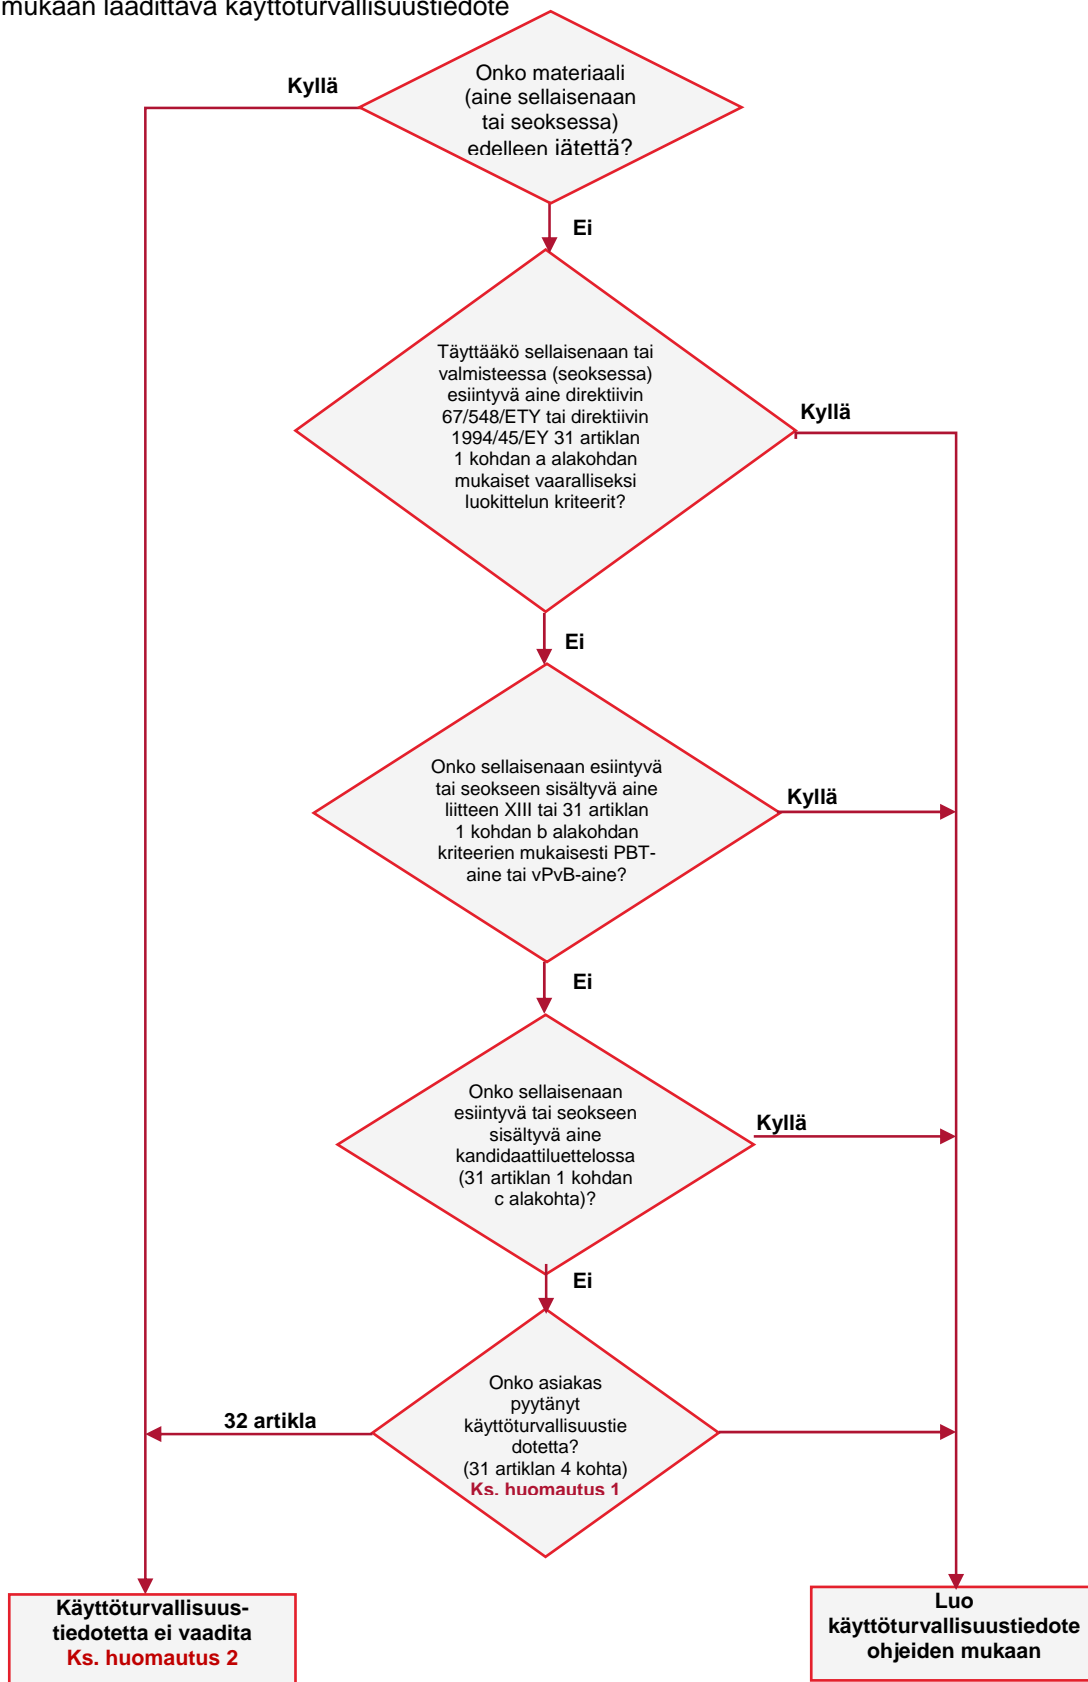 mukaan laadittava käyttöturvallisuustiedote
Kyllä
Onko materiaali
(aine sellaisenaan
tai seoksessa)
edelleen jätettä?
Ei
Täyttääkö sellaisenaan tai
valmisteessa (seoksessa)
esiintyvä aine direktiivin
67/548/ETY tai direktiivin
1994/45/EY 31 artiklan
1 kohdan a alakohdan
mukaiset vaaralliseksi
luokittelun kriteerit?
Kyllä
Ei
Onko sellaisenaan esiintyvä
tai seokseen sisältyvä aine
liitteen XIII tai 31 artiklan
1 kohdan b alakohdan
kriteerien mukaisesti PBT-
aine tai vPvB-aine?
Kyllä
Ei
Onko sellaisenaan
esiintyvä tai seokseen
sisältyvä aine
kandidaattiluettelossa
(31 artiklan 1 kohdan
c alakohta)?
Kyllä
Ei
Onko asiakas
pyytänyt
käyttöturvallisuustie
dotetta?
(31 artiklan 4 kohta)
Ks. huomautus 1
32 artikla
Käyttöturvallisuus-
tiedotetta ei vaadita
Ks. huomautus 2
Luo
käyttöturvallisuustiedote
ohjeiden mukaan